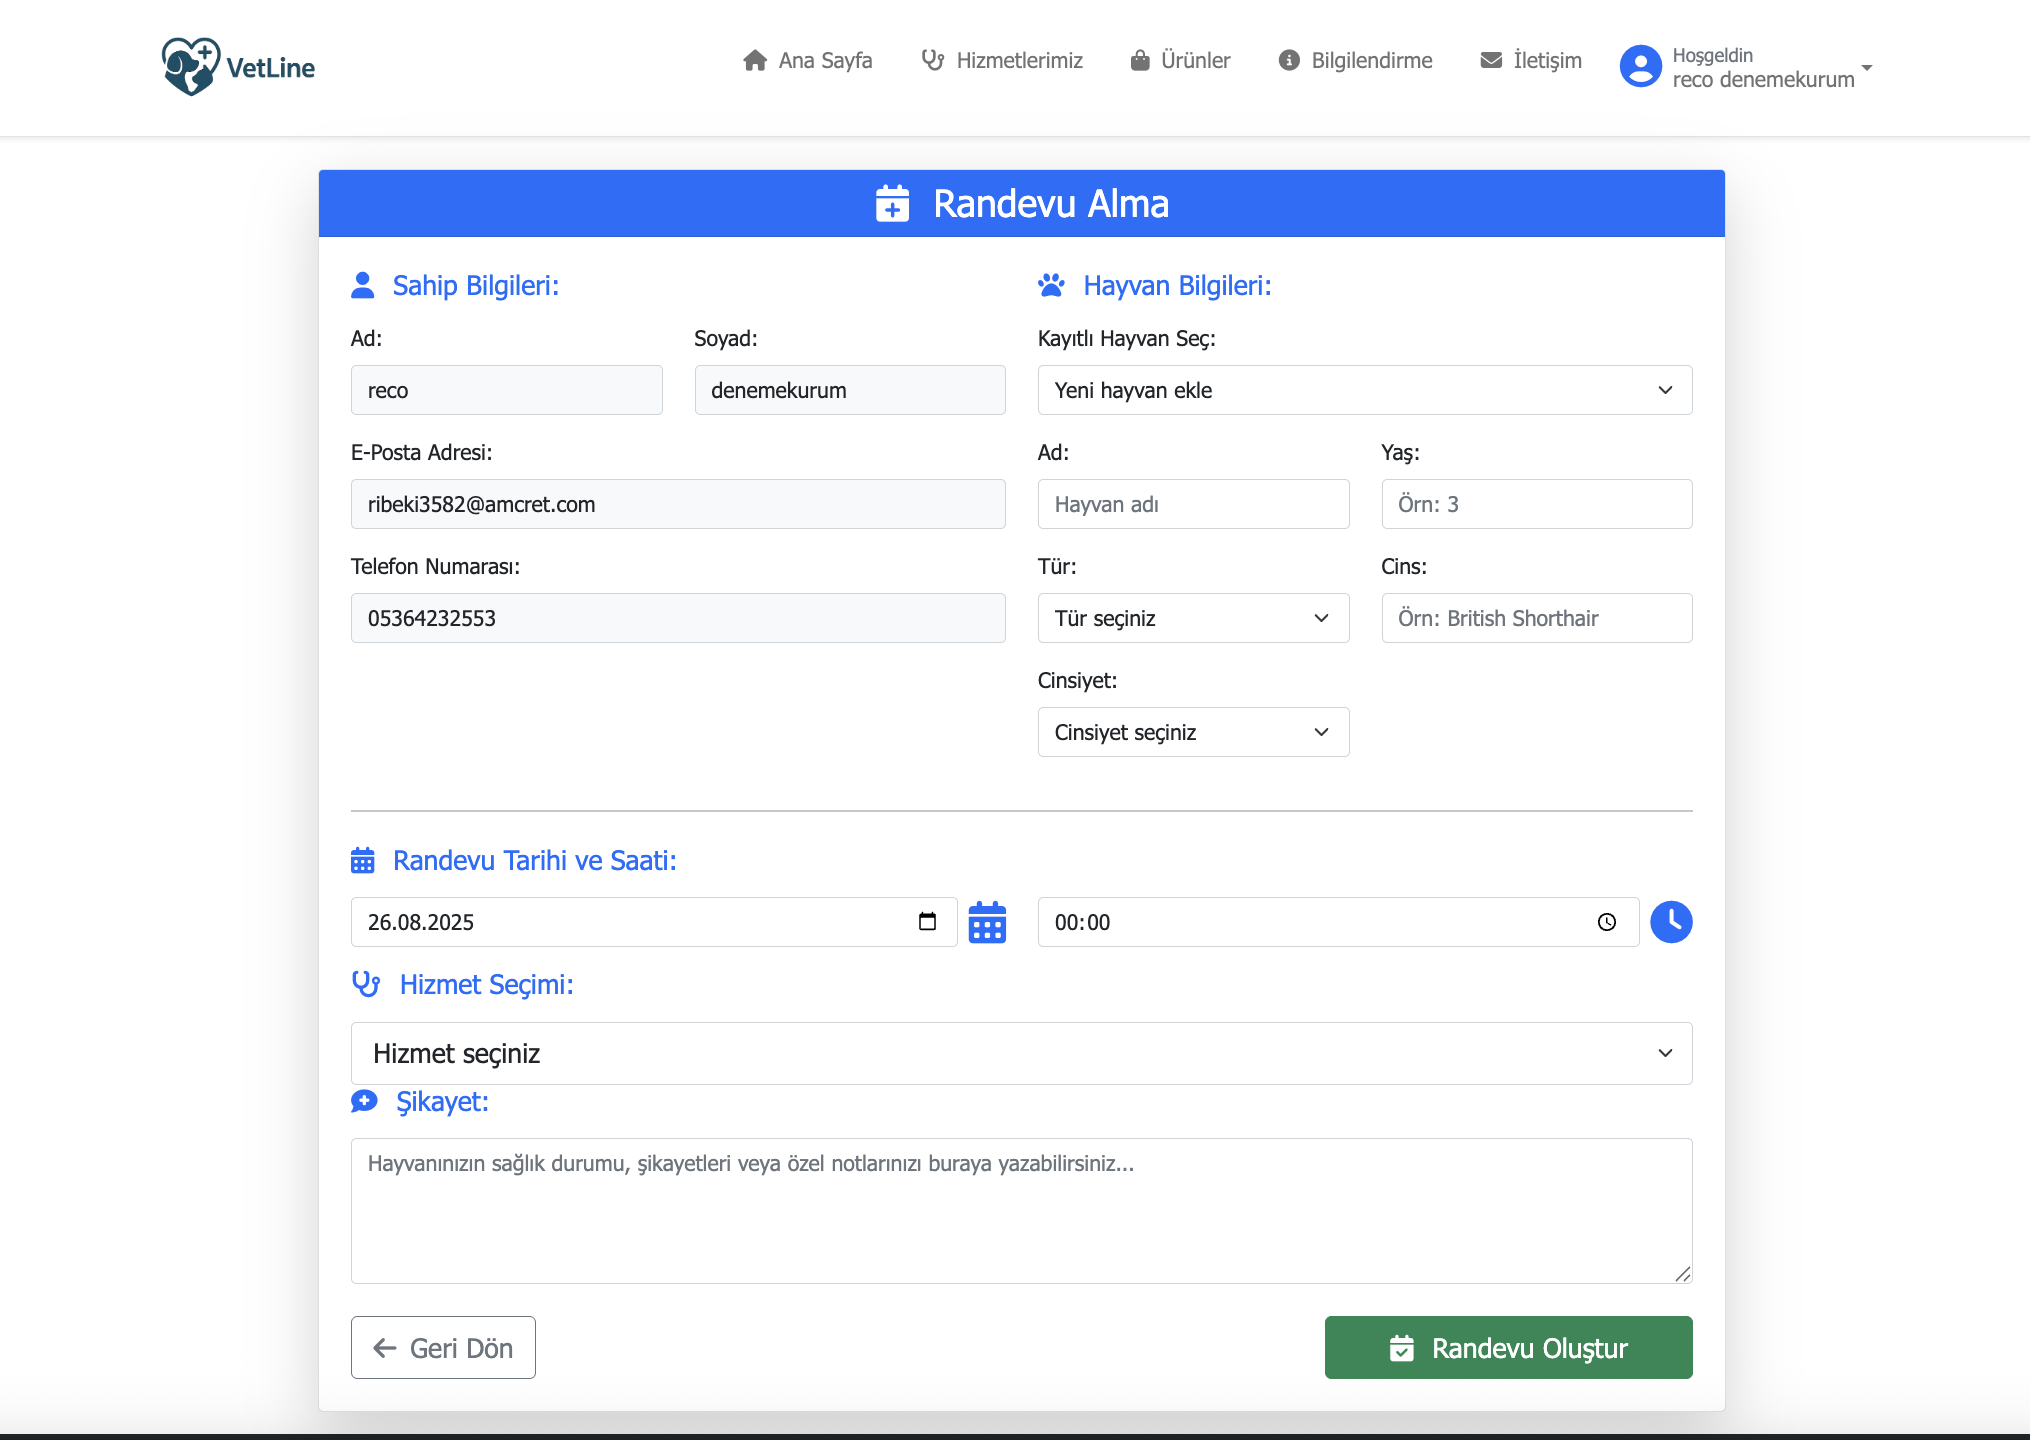 VetLine
Ana Sayfa
Hizmetlerimiz
Ürünler
Bilgilendirme
İletişim
Hoşgeldin
reco denemekurum
Randevu Alma
Sahip Bilgileri:
Ad:
Soyad:
reco
denemekurum
E-Posta Adresi:
ribeki3582@amcret.com
Telefon Numarası:
05364232553
Hayvan Bilgileri:
Kayıtlı Hayvan Seç:
Yeni hayvan ekle
Ad:
Yaş:
Hayvan adı
Örn: 3
Tür:
Cins:
Tür seçiniz
Örn: British Shorthair
Cinsiyet:
Cinsiyet seçiniz
Randevu Tarihi ve Saati:
26.08.2025
00:00
Hizmet Seçimi:
Hizmet seçiniz
Şikayet:
Hayvanınızın sağlık durumu, şikayetleri veya özel notlarınızı buraya yazabilirsiniz...
Geri Dön
Randevu Oluştur